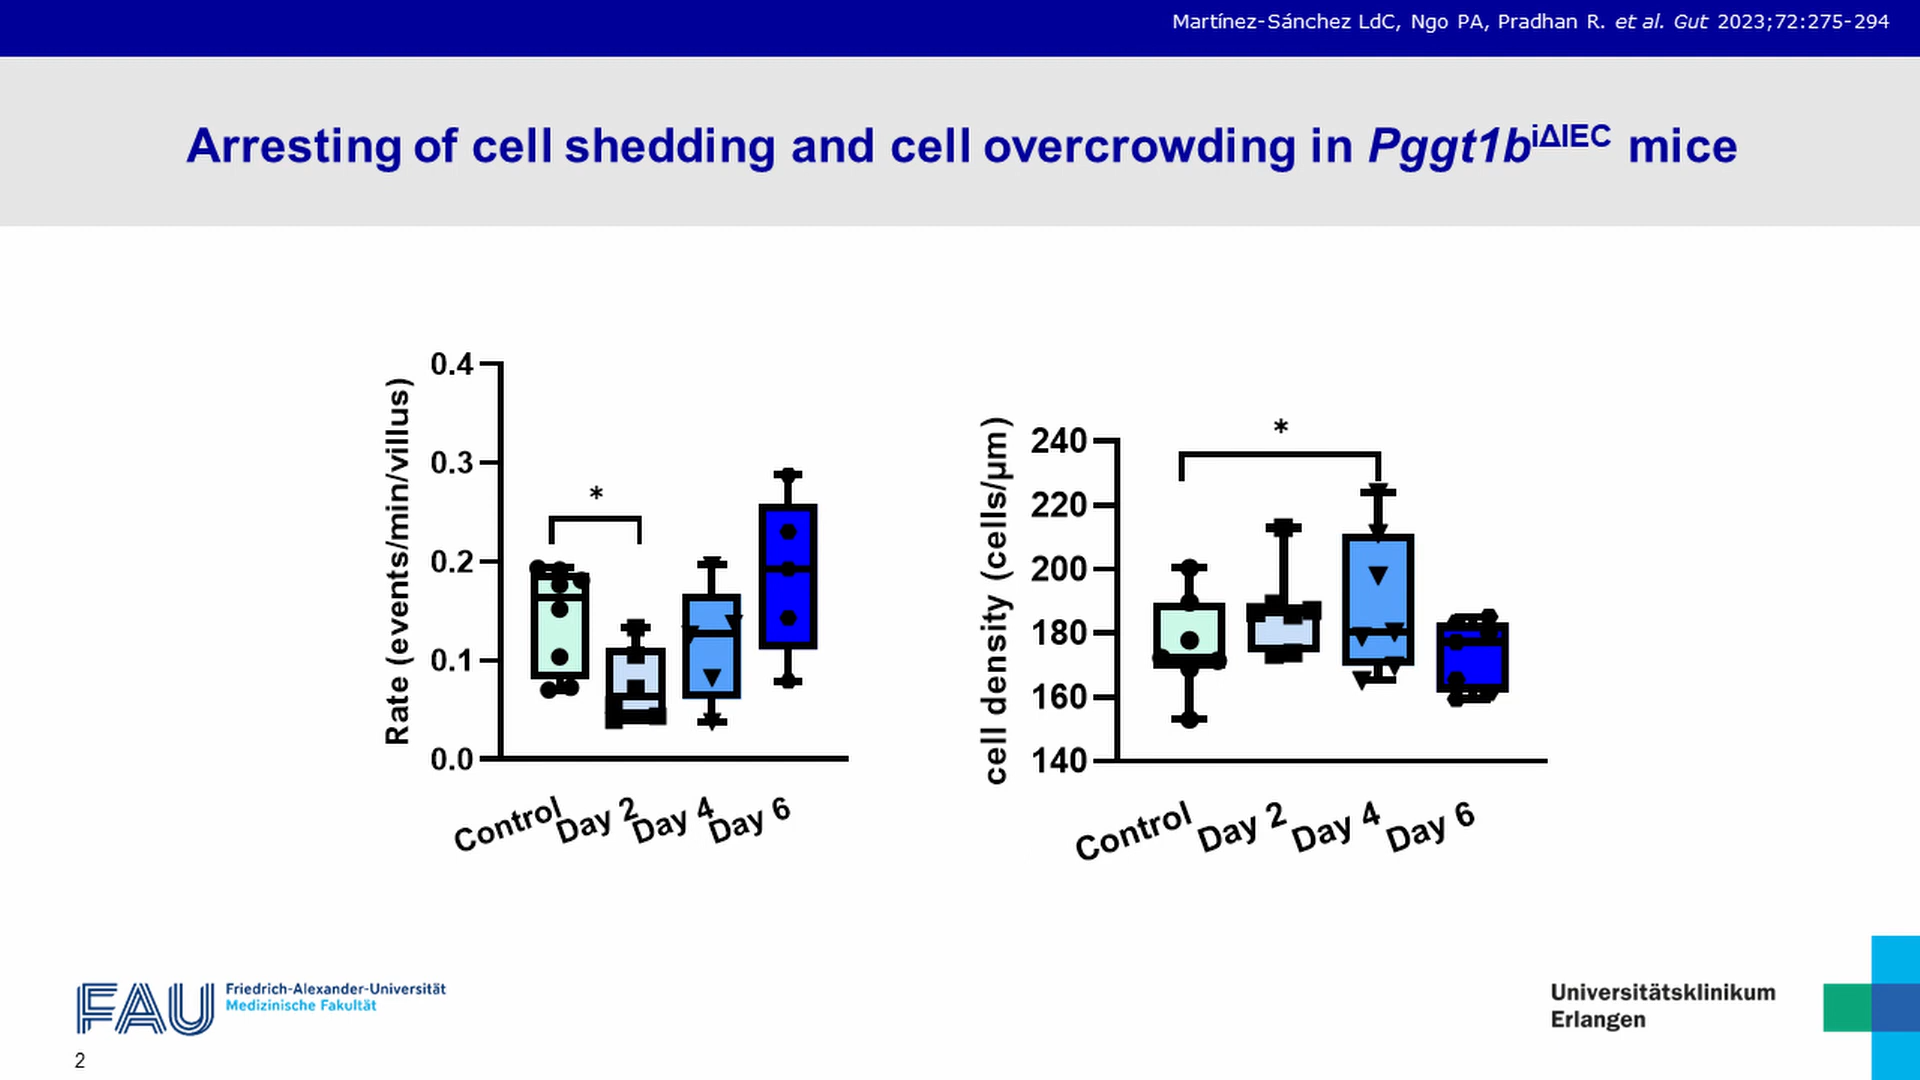 Martínez-Sánchez LdC, Ngo PA, Pradhan R. et al. Gut 2023;72:275-294
Arresting of cell shedding and cell overcrowding in Pggt1biΔIEC mice
Rate (events/min/villus)
0.4
0.3
0.2
0.1
0.0
*
Control
Day 2
Day 4
Day 6
cell density (cells/μm)
240
220
200
180
160
140
*
Control
Day 2
Day 4
Day 6
FAU
Friedrich-Alexander-Universität
Medizinische Fakultät
Universitätsklinikum
Erlangen
2